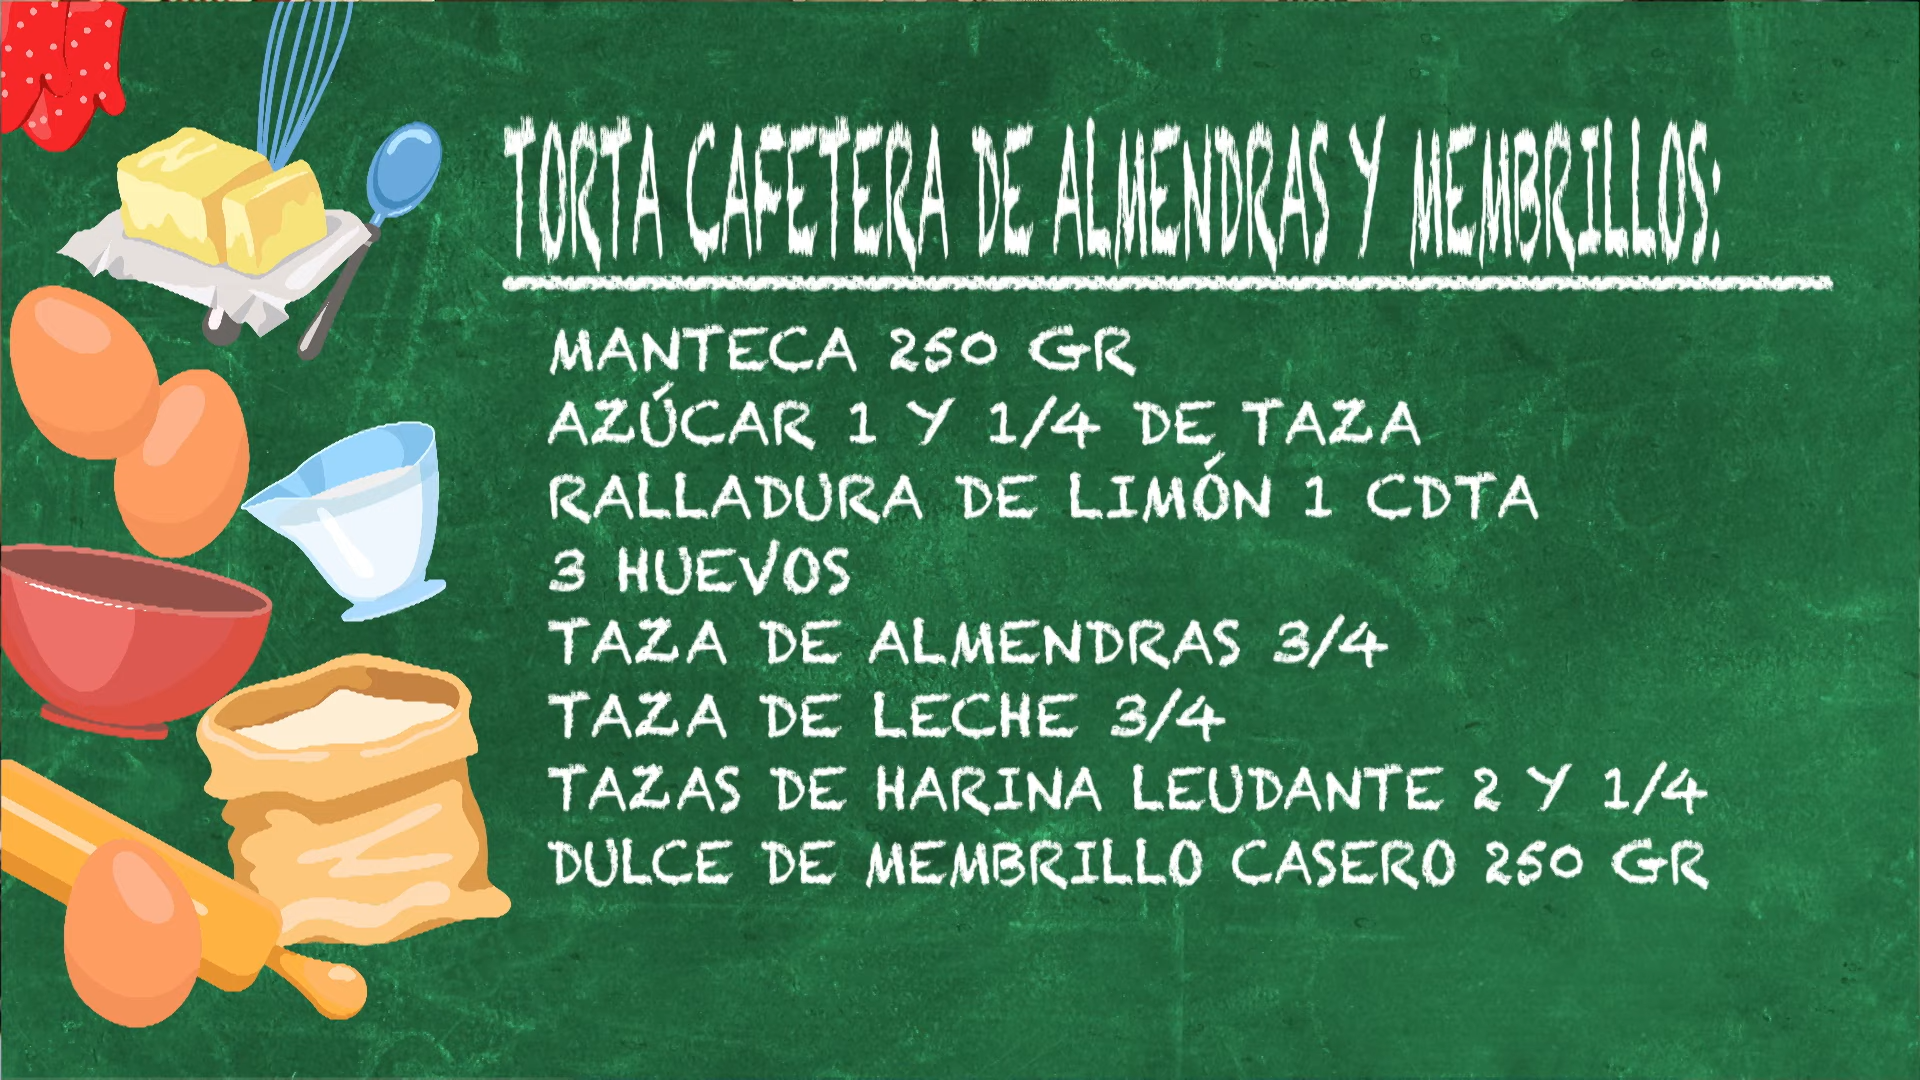 TORTA CAFETERA DE ALMENDRAS Y MEMBRILLOS:
MANTECA 250 GR
AZÚCAR 1 Y 1/4 DE TAZA
RALLADURA DE LIMÓN 1 CDTA
3 HUEVOS
TAZA DE ALMENDRAS 3/4
TAZA DE LECHE 3/4
TAZAS DE HARINA LEUDANTE 2 Y 1/4
DULCE DE MEMBRILLO CASERO 250 GR